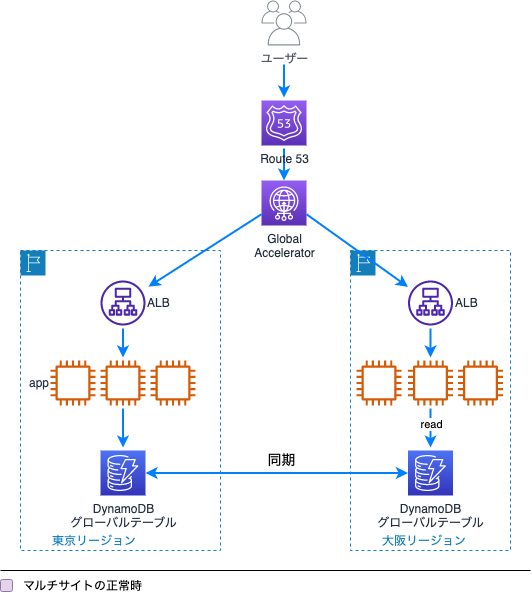 ユーザー
53
Route 53
Global
Accelerator
ALB
ALB
app
read
同期
DynamoDB
グローバルテーブル
東京リージョン
DynamoDB
グローバルテーブル
大阪リージョン
マルチサイトの正常時